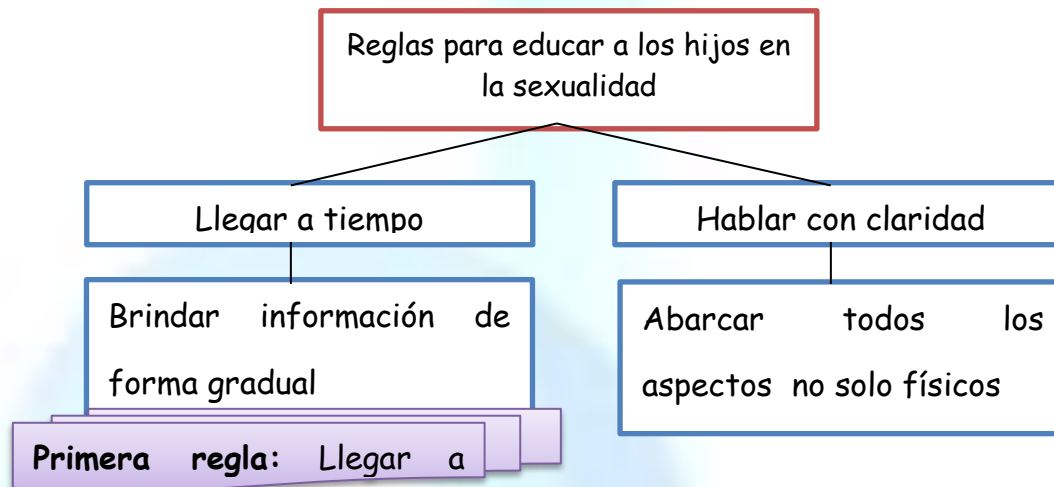 Reglas para educar a los hijos en
la sexualidad
Llegar a tiempo
Hablar con claridad
Brindar información de
forma gradual
Abarcar todos los
aspectos no solo físicos
Primera regla: Llegar a